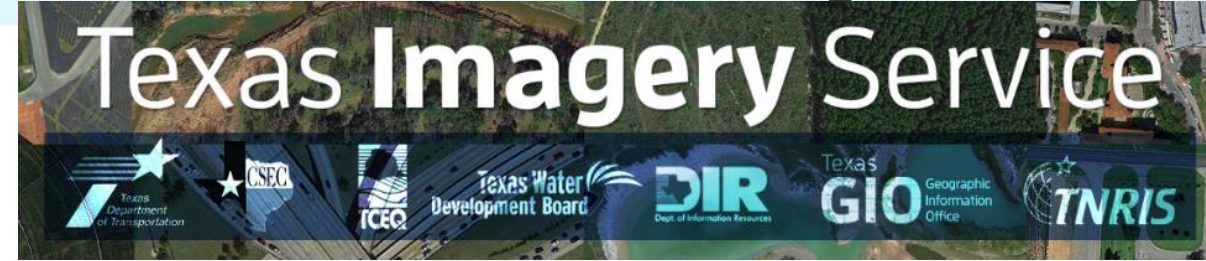 Texas Imagery Service
Texas
Department
of Transportation
CSEC
TCEQ
Texas Water
Development Board
DIR
Dept. of Information Resources
Texas
GIO
Geographic
Information
Office
TNRIS